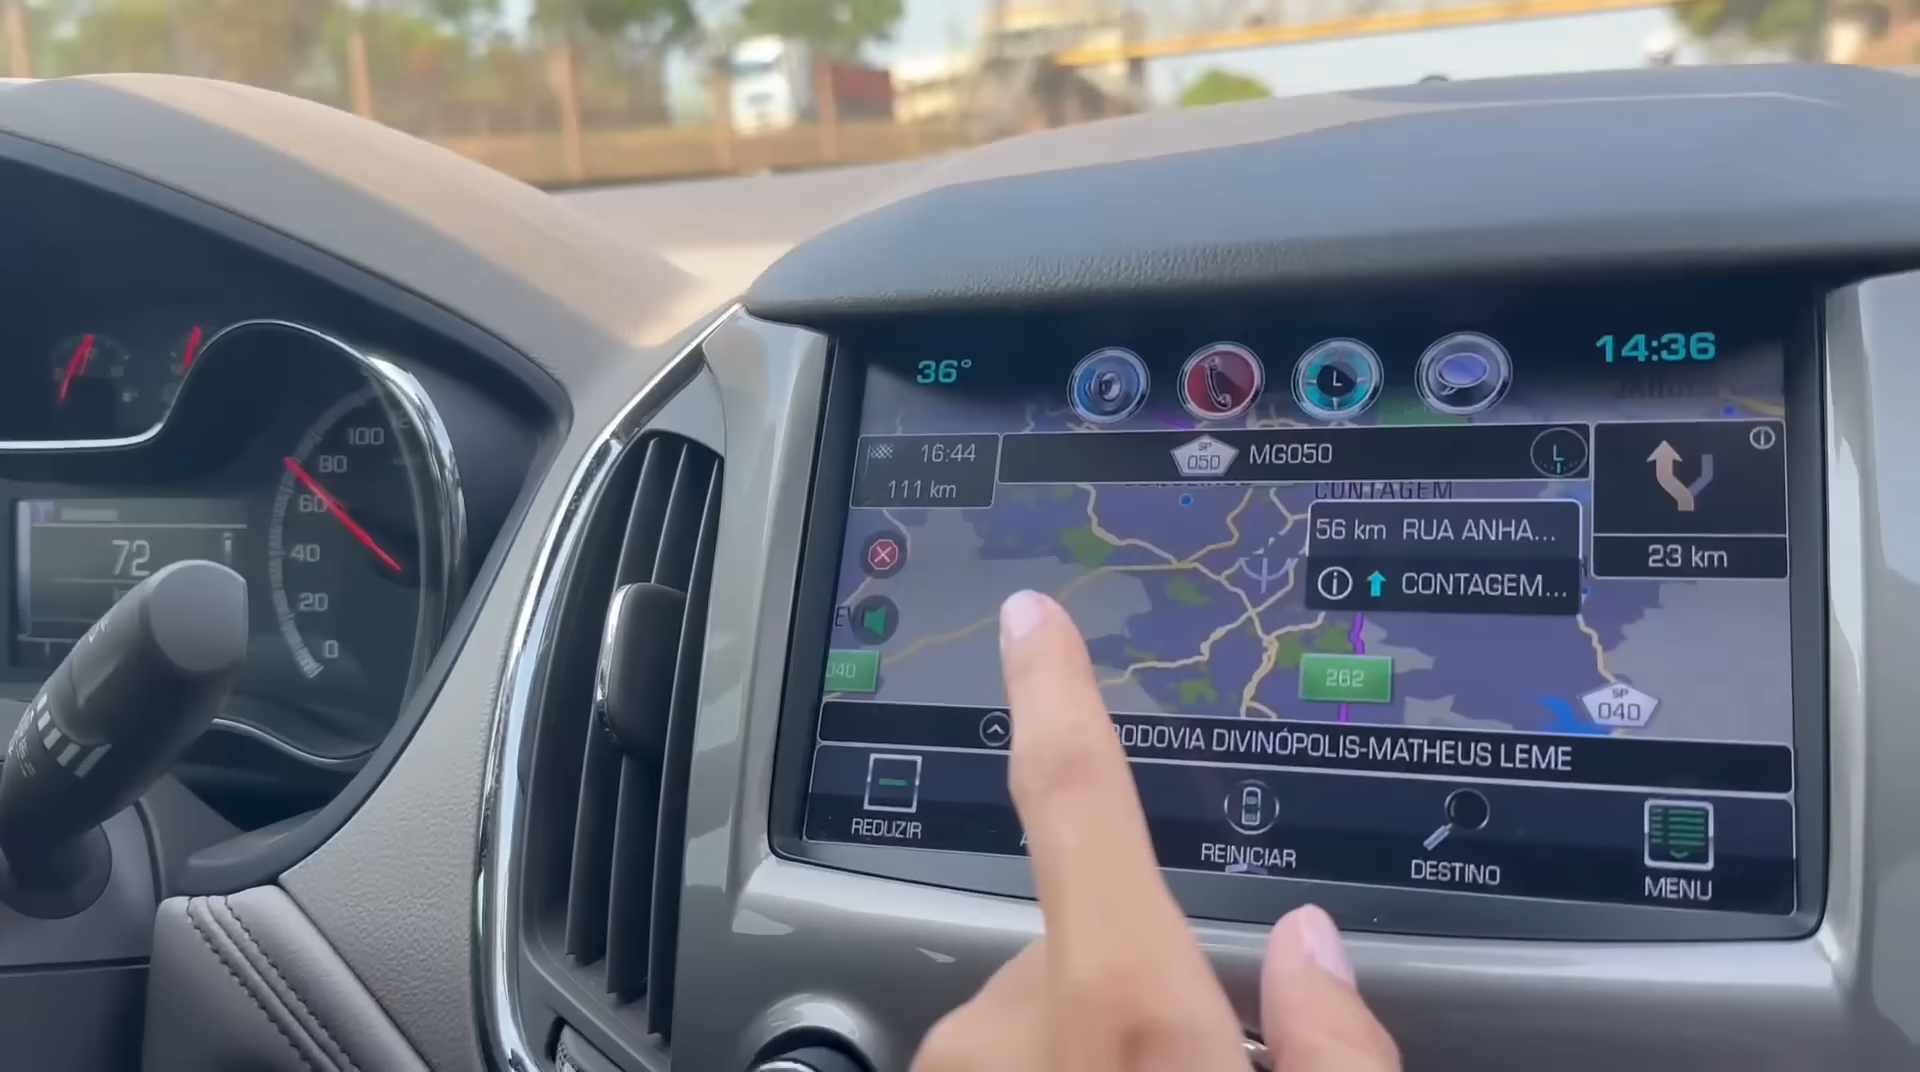 36°
14:36
16:44
111 km
SP
050
MG050
L
CONTAGEM
56 km RUA ANHA...
CONTAGEM...
23 km
040
262
SP
040
RODOVIA DIVINÓPOLIS-MATHEUS LEME
REDUZIR
REINICIAR
DESTINO
MENU
100
80
60
40
20
0
72